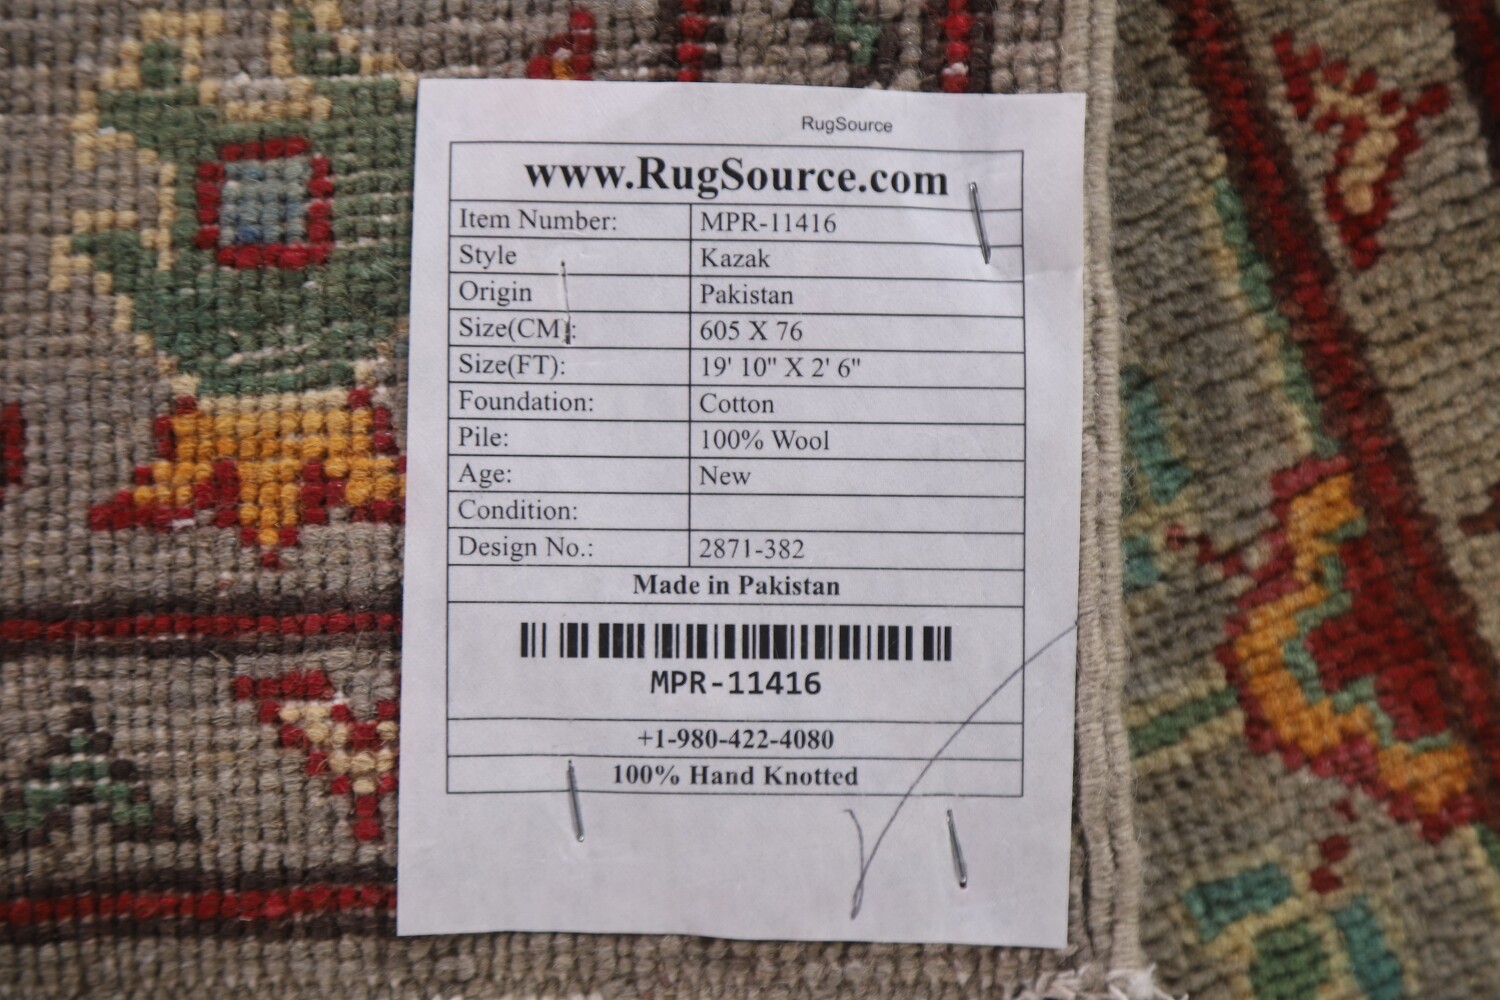 RugSource
www.RugSource.com
Item Number: MPR-11416
Style Kazak
Origin Pakistan
Size(CM): 605 X 76
Size(FT): 19' 10" X 2' 6"
Foundation: Cotton
Pile: 100% Wool
Age: New
Condition:
Design No.: 2871-382
Made in Pakistan
MPR-11416
+1-980-422-4080
100% Hand Knotted